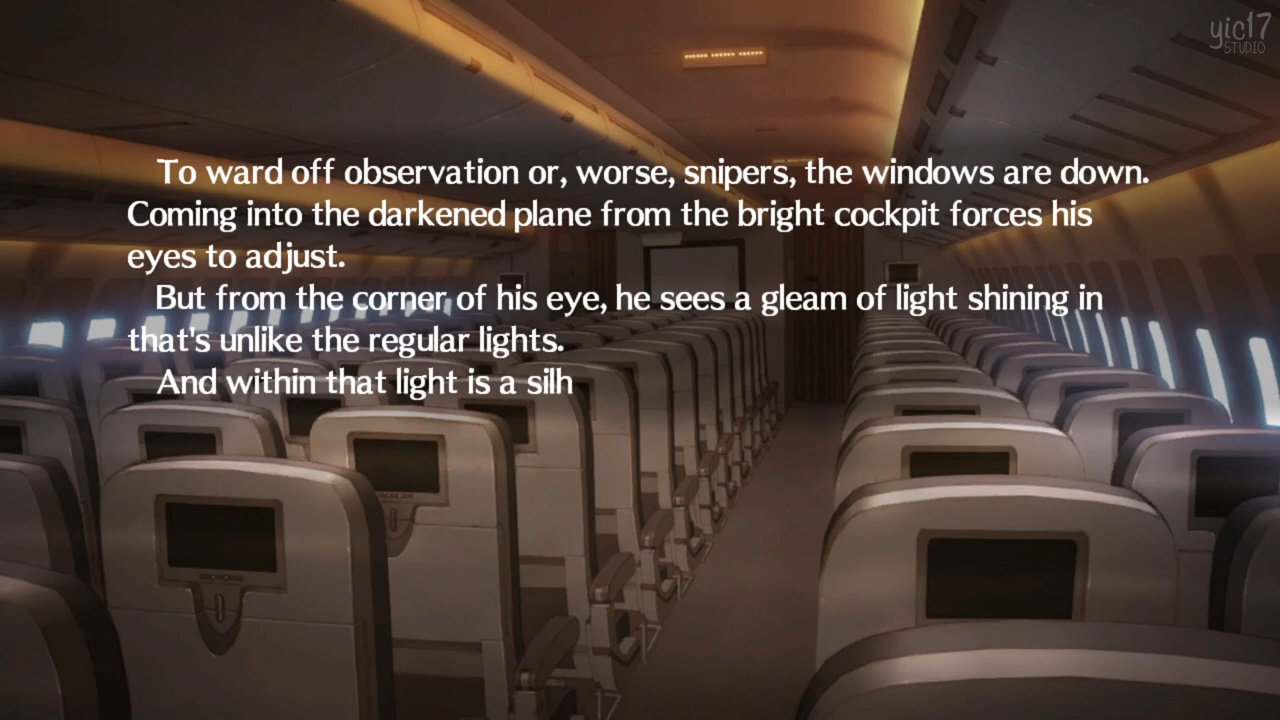 yic17
STUDIO
To ward off observation or, worse, snipers, the windows are down.
Coming into the darkened plane from the bright cockpit forces his
eyes to adjust.
But from the corner of his eye, he sees a gleam of light shining in
that's unlike the regular lights.
And within that light is a silh